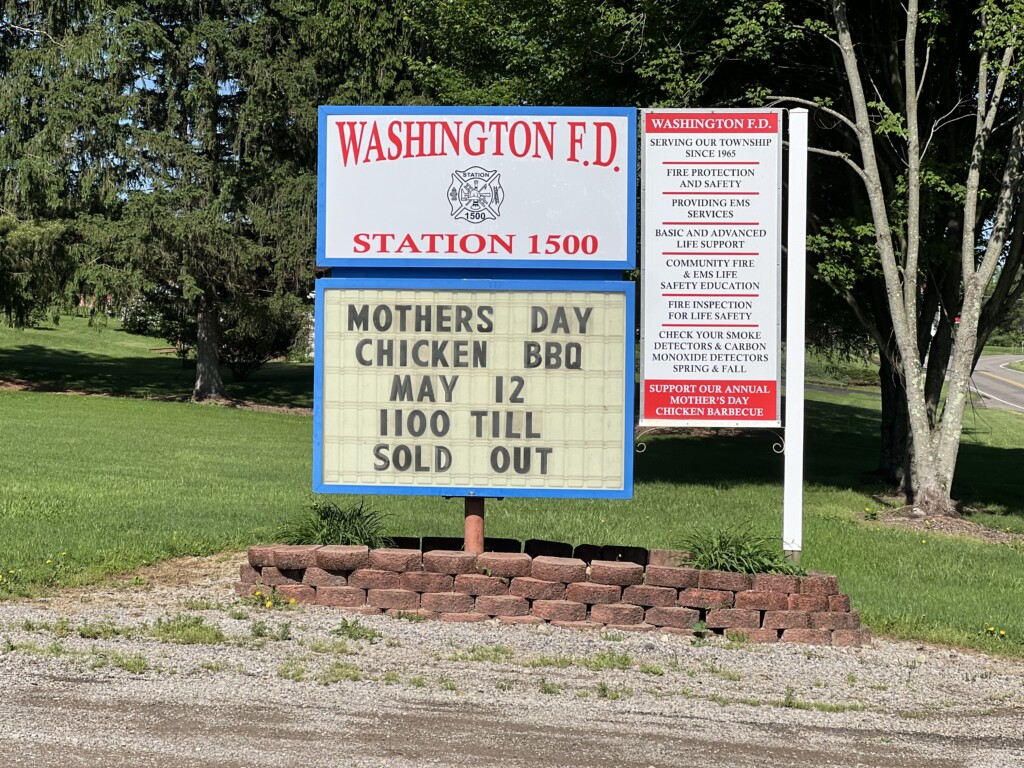 WASHINGTON F.D.
STATION
1500
STATION 1500
MOTHERS DAY
CHICKEN BBQ
MAY 12
1100 TILL
SOLD OUT
WASHINGTON F.D.
SERVING OUR TOWNSHIP
SINCE 1965
FIRE PROTECTION
AND SAFETY
PROVIDING EMS
SERVICES
BASIC AND ADVANCED
LIFE SUPPORT
COMMUNITY FIRE
& EMS LIFE
SAFETY EDUCATION
FIRE INSPECTION
FOR LIFE SAFETY
CHECK YOUR SMOKE
DETECTORS & CARBON
MONOXIDE DETECTORS
SPRING & FALL
SUPPORT OUR ANNUAL
MOTHER'S DAY
CHICKEN BARBECUE